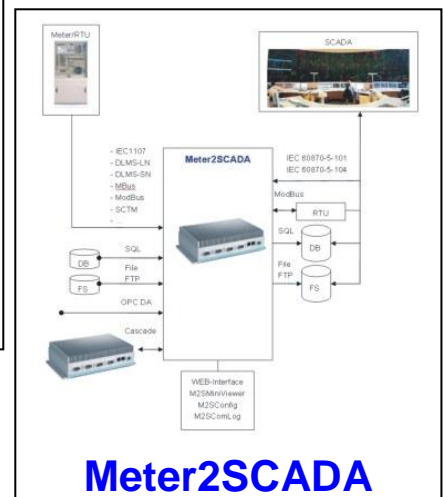 Meter/RTU
SCADA
- IEC1107
- DLMS-LN
- DLMS-SN
- MBus
- ModBus
- SCTM
- ...
Meter2SCADA
IEC 60870-5-101
IEC 60870-5-104
ModBus
RTU
SQL
DB
File
FTP
FS
SQL
DB
File
FTP
FS
OPC DA
Cascade
WEB-Interface
M2SMiniViewer
M2SConfig
M2SComLog
Meter2SCADA